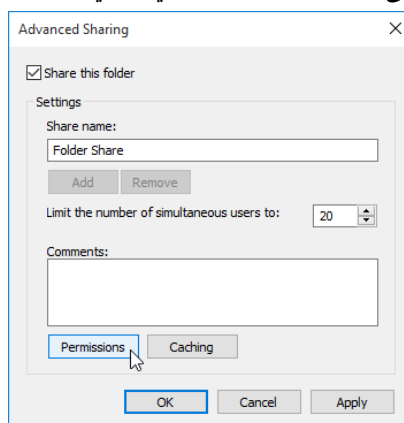 Advanced Sharing
Share this folder
Settings
Share name:
Folder Share
Add Remove
Limit the number of simultaneous users to: 20
Comments:
Permissions Caching
OK Cancel Apply